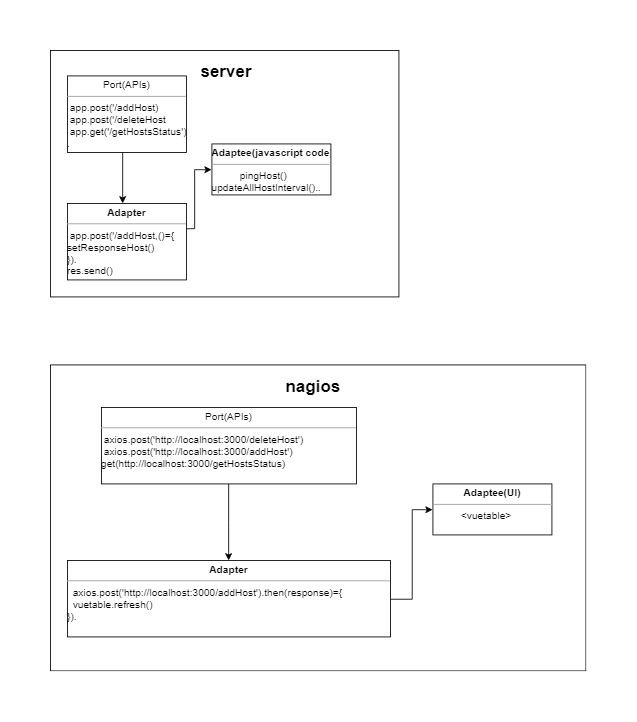 server
Port(APIs)
app.post('/addHost)
app.post('/deleteHost
app.get('/getHostsStatus')
.
Adaptee(javascript code
pingHost()
updateAllHostInterval()..
Adapter
app.post('/addHost,()={
setResponseHost()
}).
res.send()
nagios
Port(APIs)
axios.post('http://localhost:3000/deleteHost')
axios.post('http://localhost:3000/addHost')
get(http://localhost:3000/getHostsStatus)
Adaptee(UI)
<vuetable>
Adapter
axios.post('http://localhost:3000/addHost').then(response)={
vuetable.refresh()
}).